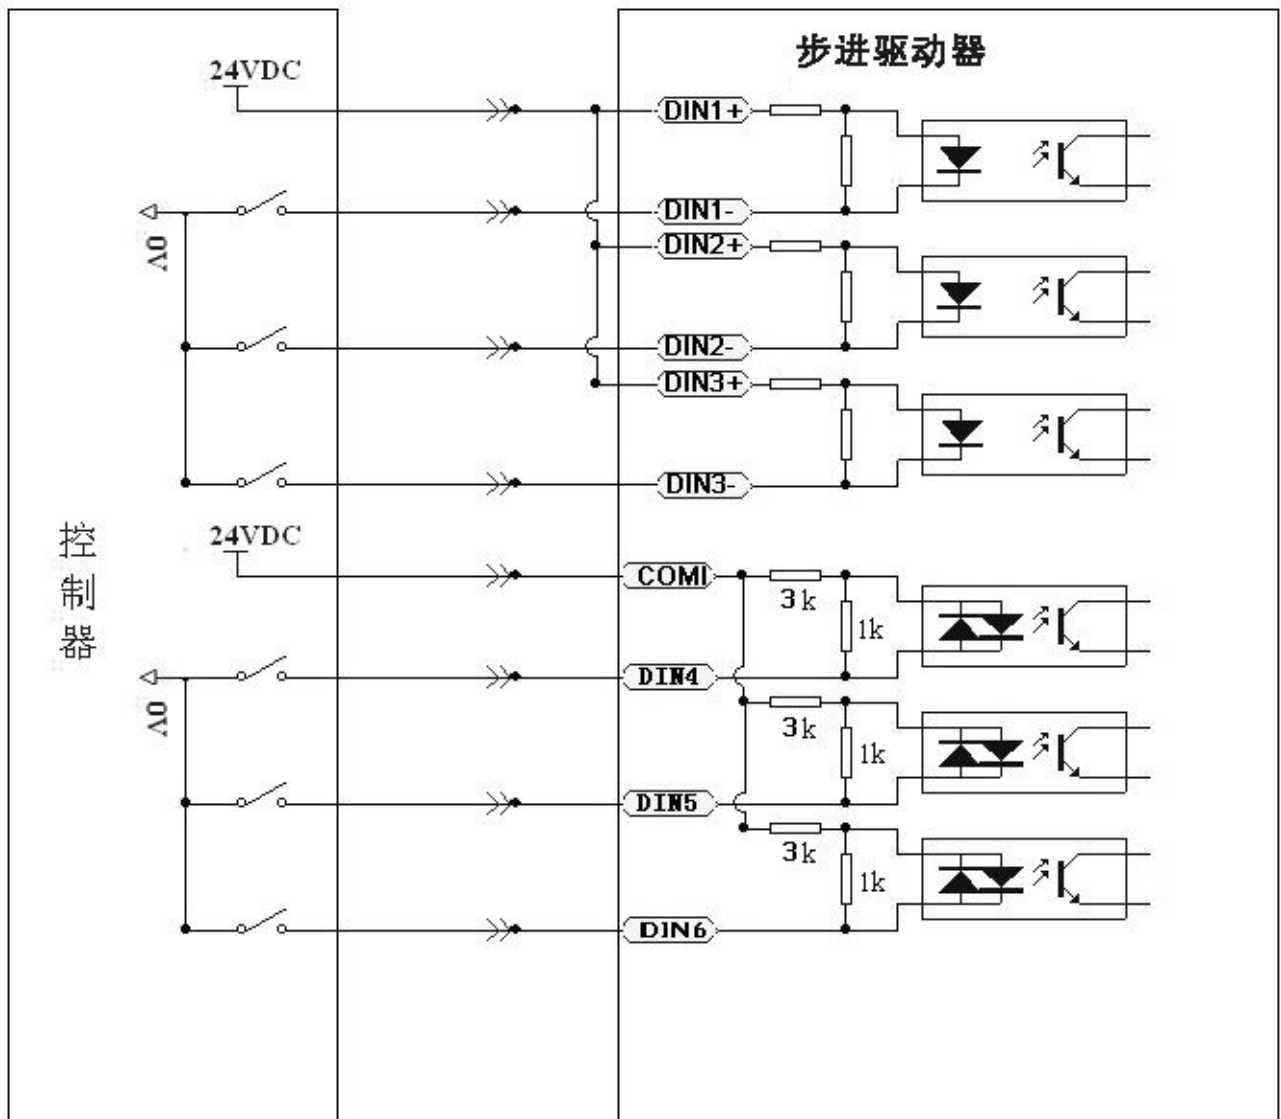 步进驱动器
24VDC
DIN1+
0V
DIN1-
DIN2+
DIN2-
DIN3+
DIN3-
控制器
24VDC
COMI
3k
1k
DIN4
0V
3k
1k
DIN5
3k
1k
DIN6